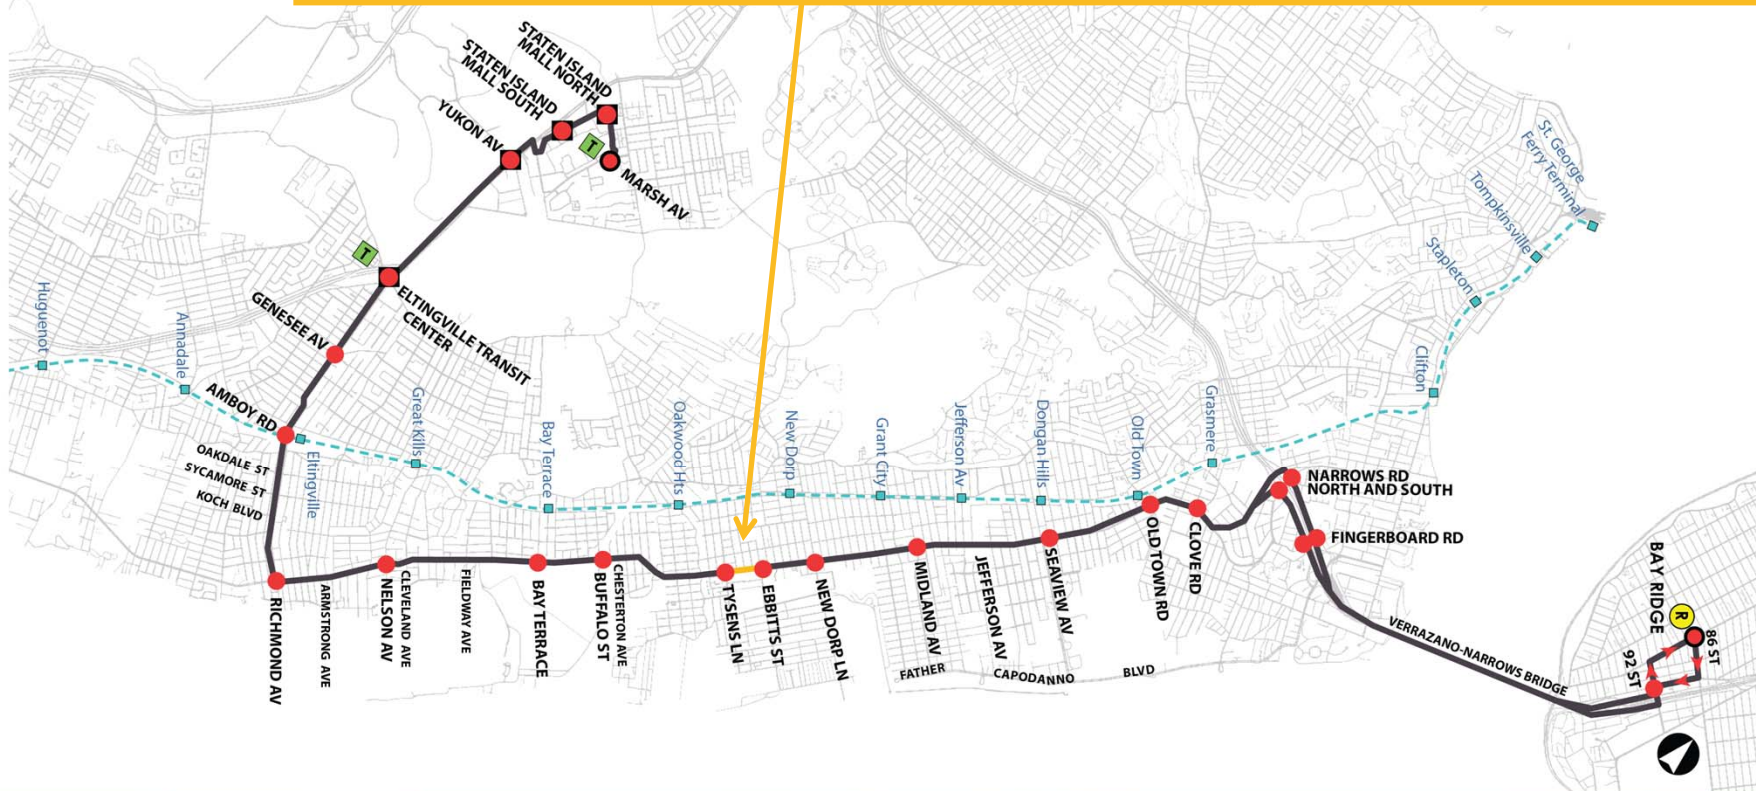 STATEN ISLAND
MALL NORTH
STATEN ISLAND
MALL SOUTH
YUKON AV
T
MARSH AV
T
ELTINGVILLE TRANSIT
CENTER
GENESEE AV
AMBOY RD
OAKDALE ST
SYCAMORE ST
KOCH BLVD
Huguenot
Annadale
Eltingville
Great Kills
Bay Terrace
Oakwood Hts
New Dorp
Grant City
Jefferson Av
Dongan Hills
Old Town
Grasmere
Clifton
Stapleton
Tompkinsville
St. George
Ferry Terminal
RICHMOND AV
ARMSTRONG AVE
NELSON AV
CLEVELAND AVE
FIELDWAY AVE
BAY TERRACE
BUFFALO ST
CHESTERTON AVE
TYSENS LN
EBBITTS ST
NEW DORP LN
MIDLAND AV
JEFFERSON AV
SEAVIEW AV
OLD TOWN RD
CLOVE RD
NARROWS RD
NORTH AND SOUTH
FINGERBOARD RD
FATHER CAPODANNO BLVD
VERRAZANO-NARROWS BRIDGE
BAY RIDGE
R
86 ST
92 ST